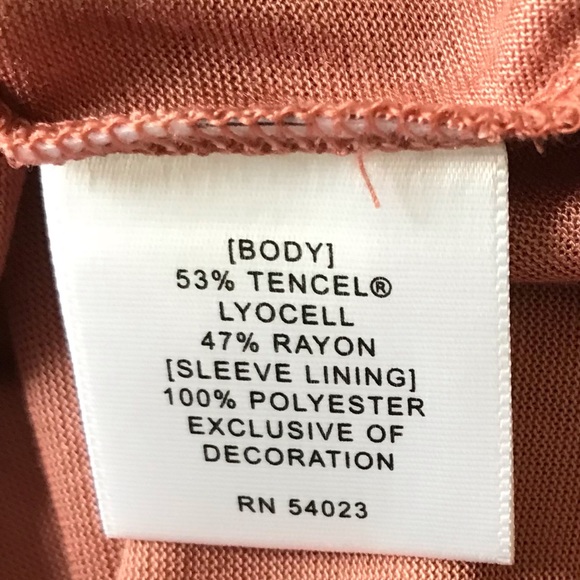 [BODY]
53% TENCEL®
LYOCELL
47% RAYON
[SLEEVE LINING]
100% POLYESTER
EXCLUSIVE OF
DECORATION
RN 54023